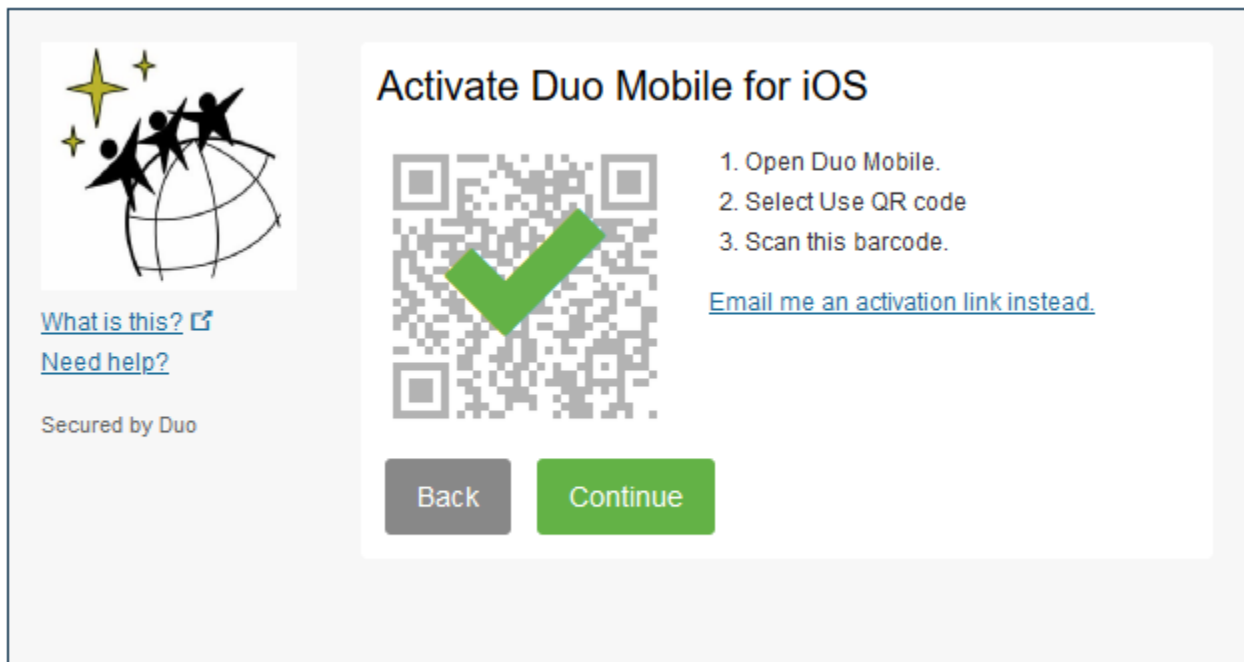 Activate Duo Mobile for iOS
1. Open Duo Mobile.
2. Select Use QR code
3. Scan this barcode.
Email me an activation link instead.
What is this?
Need help?
Secured by Duo
Back
Continue